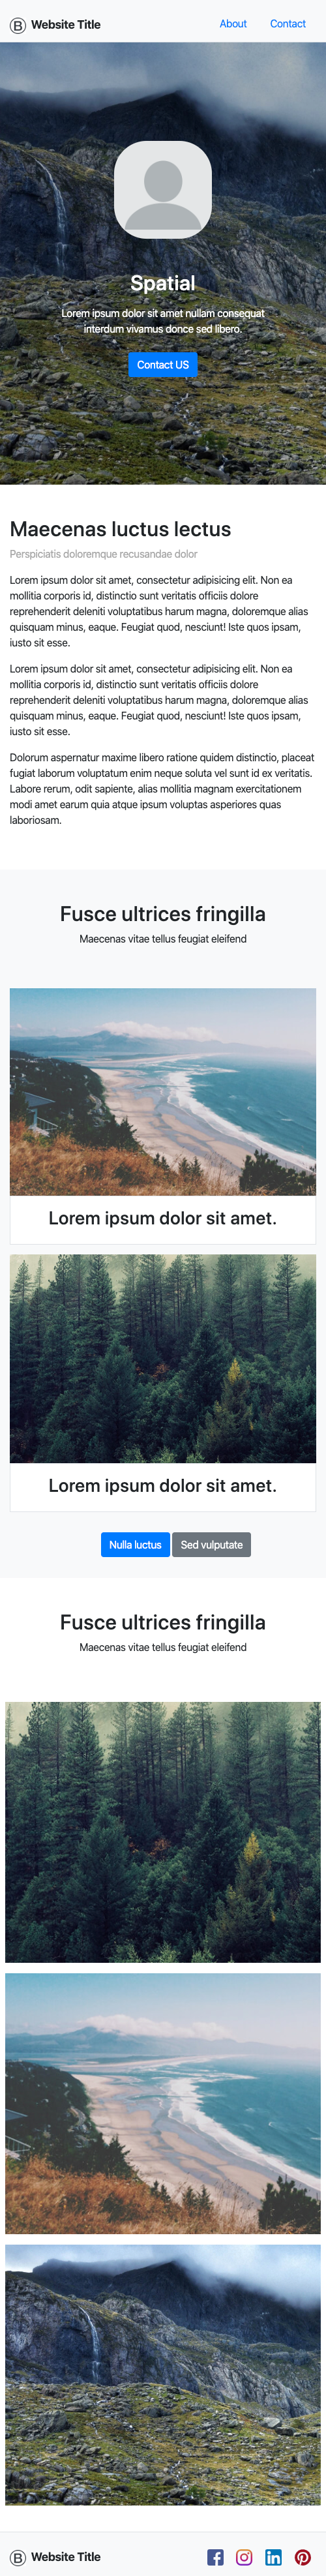 B Website Title About Contact
Spatial
Lorem ipsum dolor sit amet nullam consequat
interdum vivamus donce sed libero.
Contact US
Maecenas luctus lectus
Perspiciatis doloremque recusandae dolor
Lorem ipsum dolor sit amet, consectetur adipisicing elit. Non ea
mollitia corporis id, distinctio sunt veritatis officiis dolore
reprehenderit deleniti voluptatibus harum magna, doloremque alias
quisquam minus, eaque. Feugiat quod, nesciunt! Iste quos ipsam,
iusto sit esse.
Lorem ipsum dolor sit amet, consectetur adipisicing elit. Non ea
mollitia corporis id, distinctio sunt veritatis officiis dolore
reprehenderit deleniti voluptatibus harum magna, doloremque alias
quisquam minus, eaque. Feugiat quod, nesciunt! Iste quos ipsam,
iusto sit esse.
Dolorum aspernatur maxime libero ratione quidem distinctio, placeat
fugiat laborum voluptatum enim neque soluta vel sunt id ex veritatis.
Labore rerum, odit sapiente, alias mollitia magnam exercitationem
modi amet earum quia atque ipsum voluptas asperiores quas
laboriosam.
Fusce ultrices fringilla
Maecenas vitae tellus feugiat eleifend
Lorem ipsum dolor sit amet.
Lorem ipsum dolor sit amet.
Nulla luctus Sed vulputate
Fusce ultrices fringilla
Maecenas vitae tellus feugiat eleifend
B Website Title